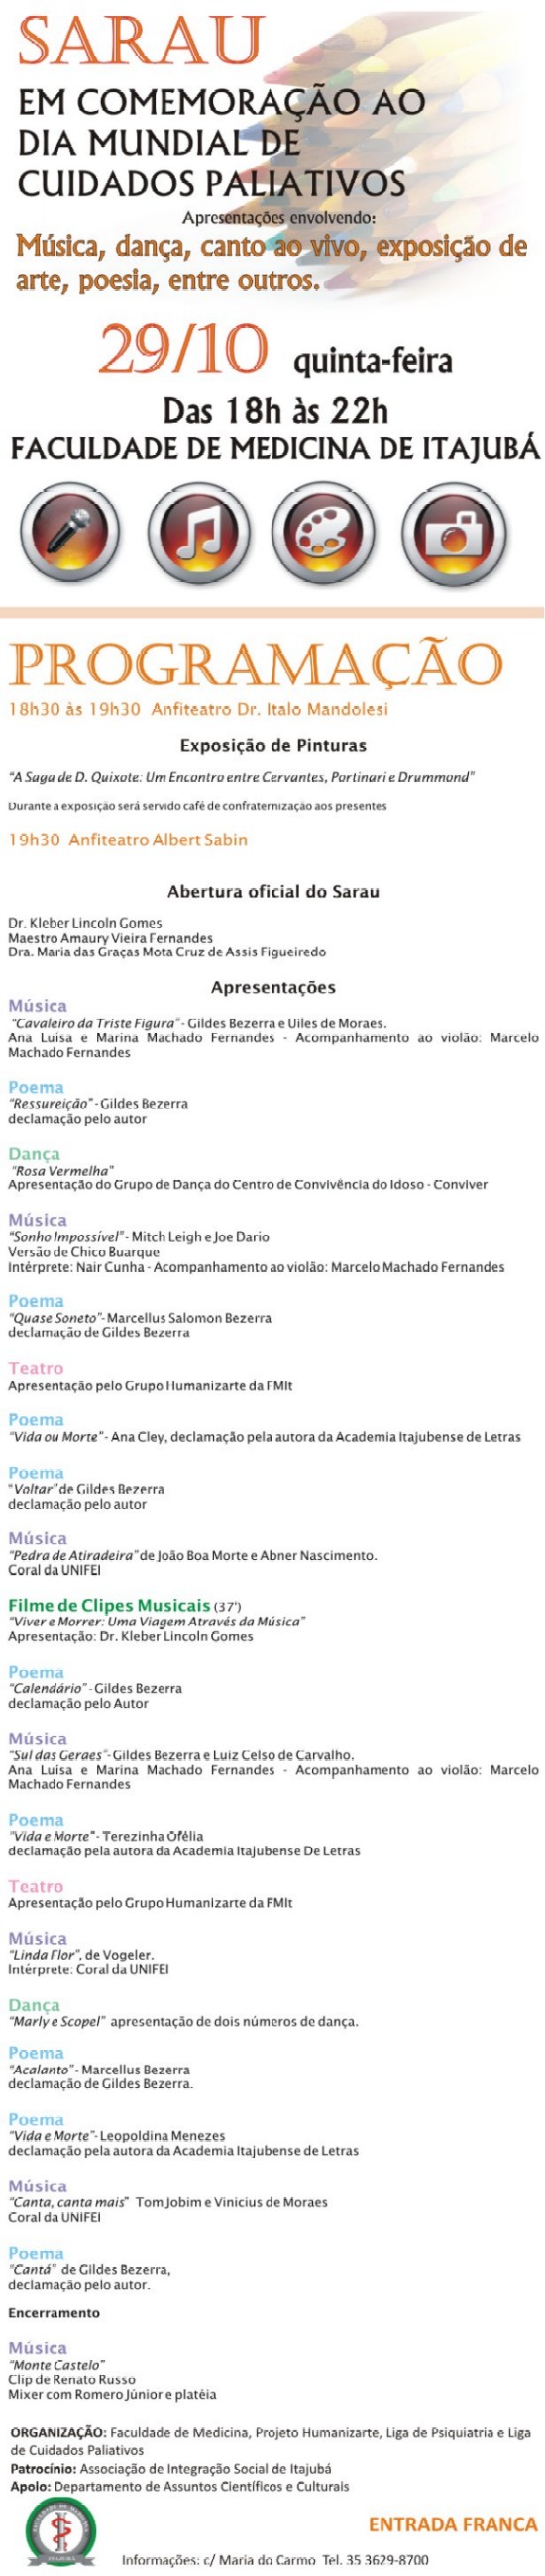 SARAU
EM COMEMORAÇÃO AO
DIA MUNDIAL DE
CUIDADOS PALIATIVOS
Apresentações envolvendo:
Música, dança, canto ao vivo, exposição de
arte, poesia, entre outros.
29/10 quinta-feira
Das 18h às 22h
FACULDADE DE MEDICINA DE ITAJUBÁ
PROGRAMAÇÃO
18h30 às 19h30 Anfiteatro Dr. Italo Mandolesi
Exposição de Pinturas
"A Saga de D. Quixote: Um Encontro entre Cervantes, Portinari e Drummond"
Durante a exposição será servido café de confraternização aos presentes
19h30 Anfiteatro Albert Sabin
Abertura oficial do Sarau
Dr. Kleber Lincoln Gomes
Maestro Amaury Vieira Fernandes
Dra. Maria das Graças Mota Cruz de Assis Figueiredo
Apresentações
Música
"Cavaleiro da Triste Figura" - Gildes Bezerra e Uiles de Moraes.
Ana Luisa e Marina Machado Fernandes - Acompanhamento ao violão: Marcelo
Machado Fernandes
Poema
"Ressureição" - Gildes Bezerra
declamação pelo autor
Dança
"Rosa Vermelha"
Apresentação do Grupo de Dança do Centro de Convivência do Idoso - Conviver
Música
"Sonho Impossível" - Mitch Leigh e Joe Dario
Versão de Chico Buarque
Intérprete: Nair Cunha - Acompanhamento ao violão: Marcelo Machado Fernandes
Poema
"Quase Soneto"- Marcellus Salomon Bezerra
declamação de Gildes Bezerra
Teatro
Apresentação pelo Grupo Humanizarte da FMIt
Poema
"Vida ou Morte" - Ana Cley, declamação pela autora da Academia Itajubense de Letras
Poema
"Voltar" de Gildes Bezerra
declamação pelo autor
Música
"Pedra de Atiradeira" de João Boa Morte e Abner Nascimento.
Coral da UNIFEI
Filme de Clipes Musicais (37')
"Viver e Morrer: Uma Viagem Através da Música"
Apresentação: Dr. Kleber Lincoln Gomes
Poema
"Calendário" - Gildes Bezerra
declamação pelo Autor
Música
"Sul das Geraes"- Gildes Bezerra e Luiz Celso de Carvalho.
Ana Luisa e Marina Machado Fernandes - Acompanhamento ao violão: Marcelo
Machado Fernandes
Poema
"Vida e Morte" - Terezinha Ofélia
declamação pela autora da Academia Itajubense De Letras
Teatro
Apresentação pelo Grupo Humanizarte da FMIt
Música
"Linda Flor", de Vogeler.
Intérprete: Coral da UNIFEI
Dança
"Marly e Scopel" apresentação de dois números de dança.
Poema
"Acalanto" - Marcellus Bezerra
declamação de Gildes Bezerra.
Poema
"Vida e Morte"- Leopoldina Menezes
declamação pela autora da Academia Itajubense de Letras
Música
"Canta, canta mais" Tom Jobim e Vinicius de Moraes
Coral da UNIFEI
Poema
"Cantá" de Gildes Bezerra,
declamação pelo autor.
Encerramento
Música
"Monte Castelo"
Clip de Renato Russo
Mixer com Romero Júnior e platéia
ORGANIZAÇÃO: Faculdade de Medicina, Projeto Humanizarte, Liga de Psiquiatria e Liga
de Cuidados Paliativos
Patrocínio: Associação de Integração Social de Itajubá
Apoio: Departamento de Assuntos Científicos e Culturais
ENTRADA FRANCA
Informações: c/ Maria do Carmo Tel. 35 3629-8700